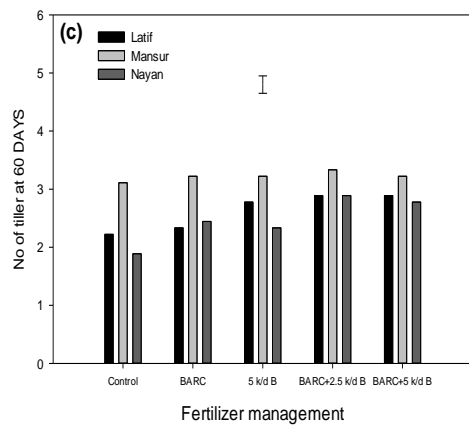 (c)
Latif
Mansur
Nayan
No of tiller at 60 DAYS
6
5
4
3
2
1
0
Control BARC 5 k/d B BARC+2.5 k/d B BARC+5 k/d B
Fertilizer management